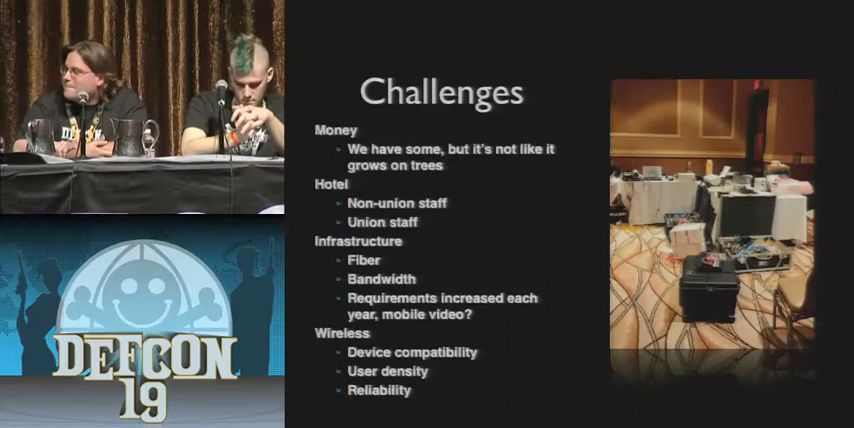 Challenges
Money
We have some, but it's not like it
grows on trees
Hotel
Non-union staff
Union staff
Infrastructure
Fiber
Bandwidth
Requirements increased each
year, mobile video?
Wireless
Device compatibility
User density
Reliability
DEFCON
19